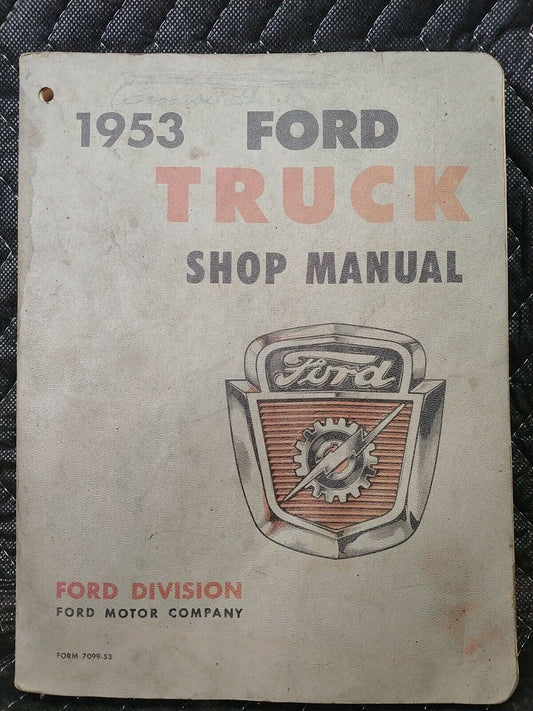 1953 FORD
TRUCK
SHOP MANUAL
Ford
FORD DIVISION
FORD MOTOR COMPANY
FORM 7099-53